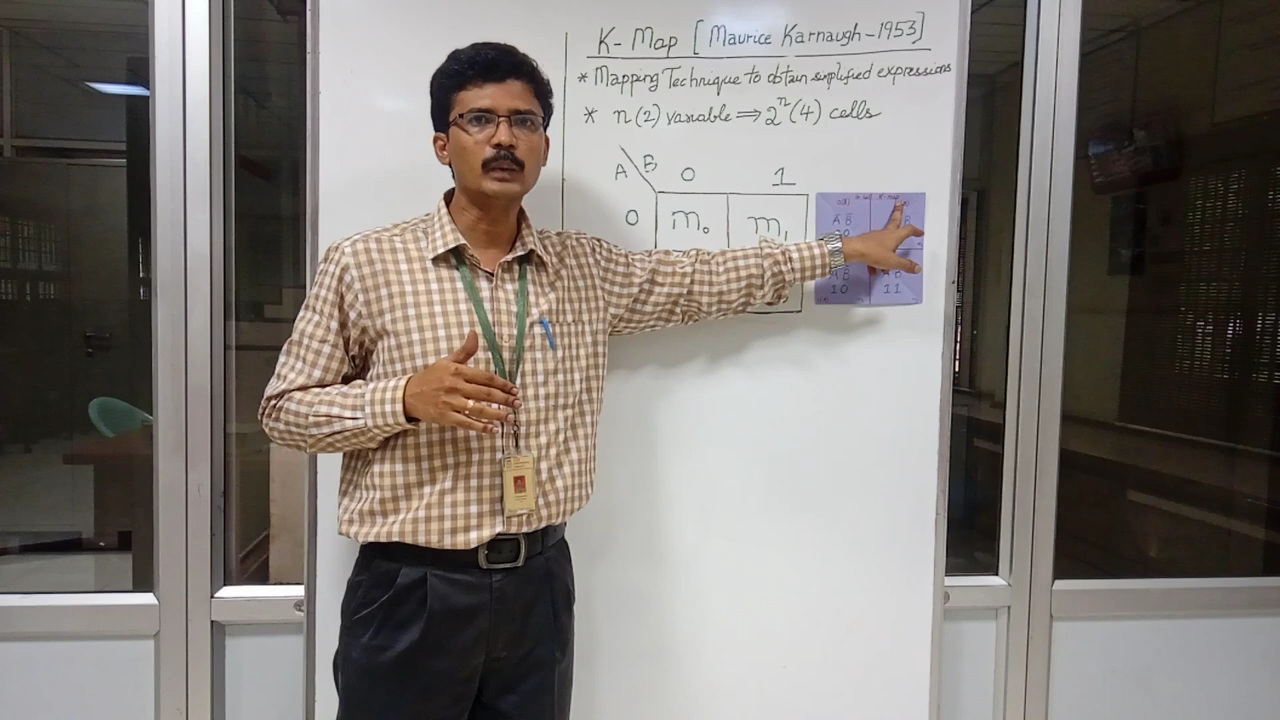 K-Map [Maurice Karnaugh-1953]
* Mapping Technique to obtain simplified expressions
* n(2) variable ⟹ 2ⁿ(4) cells
A B 0 1
0 m₀ m₁
A̅ B̅ B
A B̅ A B
10 11